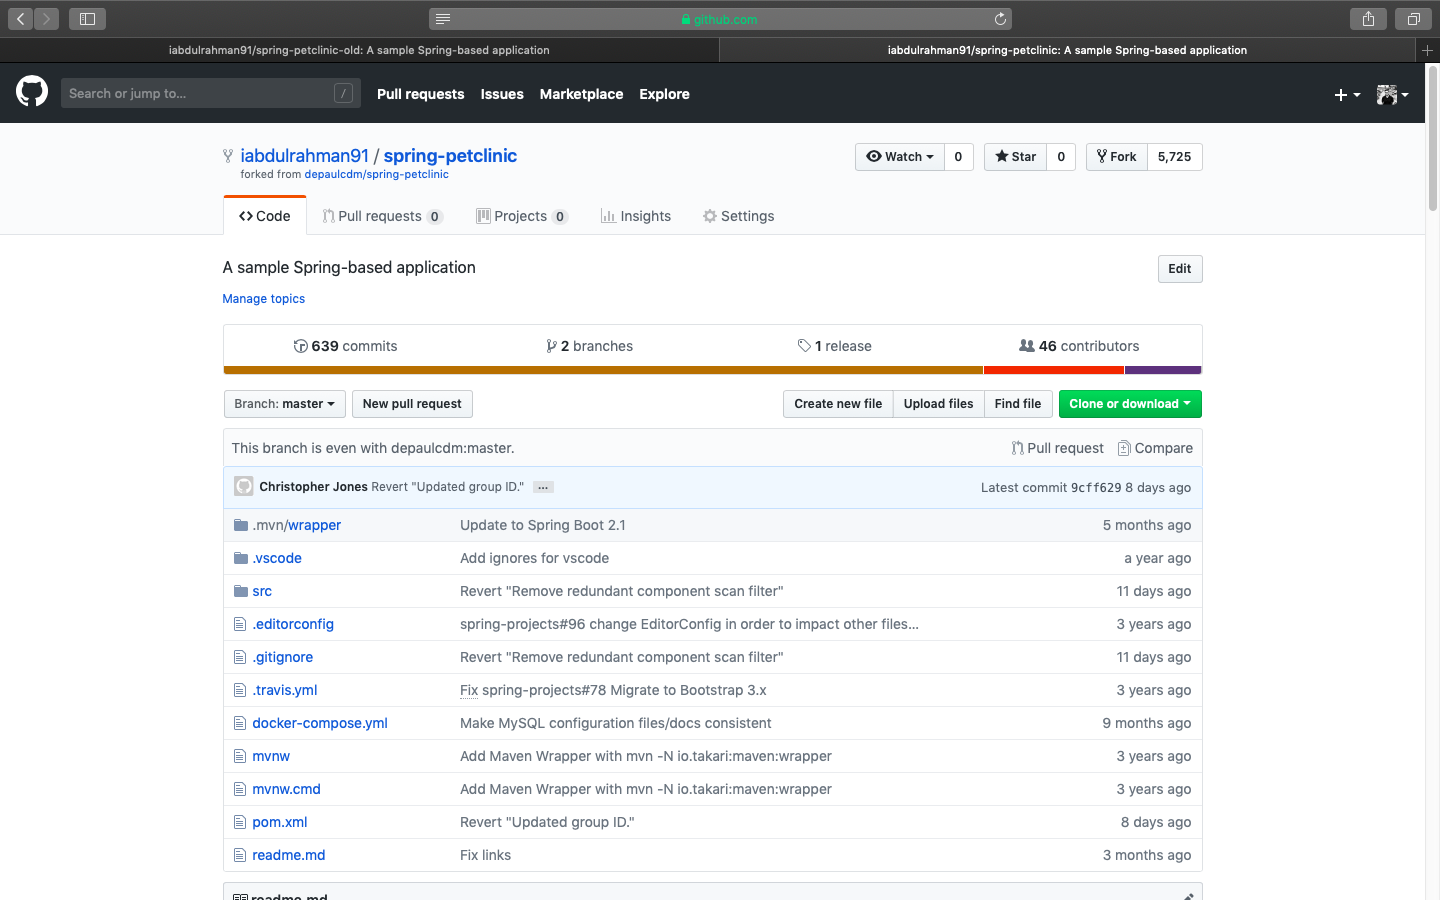 github.com
iabdulrahman91/spring-petclinic-old: A sample Spring-based application
iabdulrahman91/spring-petclinic: A sample Spring-based application
Search or jump to...
/
Pull requests
Issues
Marketplace
Explore
iabdulrahman91 / spring-petclinic
forked from depaulcdm/spring-petclinic
Watch 0
Star 0
Fork 5,725
Code
Pull requests 0
Projects 0
Insights
Settings
A sample Spring-based application
Edit
Manage topics
639 commits
2 branches
1 release
46 contributors
Branch: master
New pull request
Create new file
Upload files
Find file
Clone or download
This branch is even with depaulcdm:master.
Pull request
Compare
Christopher Jones Revert "Updated group ID." ...
Latest commit 9cff629 8 days ago
.mvn/wrapper Update to Spring Boot 2.1 5 months ago
.vscode Add ignores for vscode a year ago
src Revert "Remove redundant component scan filter" 11 days ago
.editorconfig spring-projects#96 change EditorConfig in order to impact other files... 3 years ago
.gitignore Revert "Remove redundant component scan filter" 11 days ago
.travis.yml Fix spring-projects#78 Migrate to Bootstrap 3.x 3 years ago
docker-compose.yml Make MySQL configuration files/docs consistent 9 months ago
mvnw Add Maven Wrapper with mvn -N io.takari:maven:wrapper 3 years ago
mvnw.cmd Add Maven Wrapper with mvn -N io.takari:maven:wrapper 3 years ago
pom.xml Revert "Updated group ID." 8 days ago
readme.md Fix links 3 months ago
readme.md